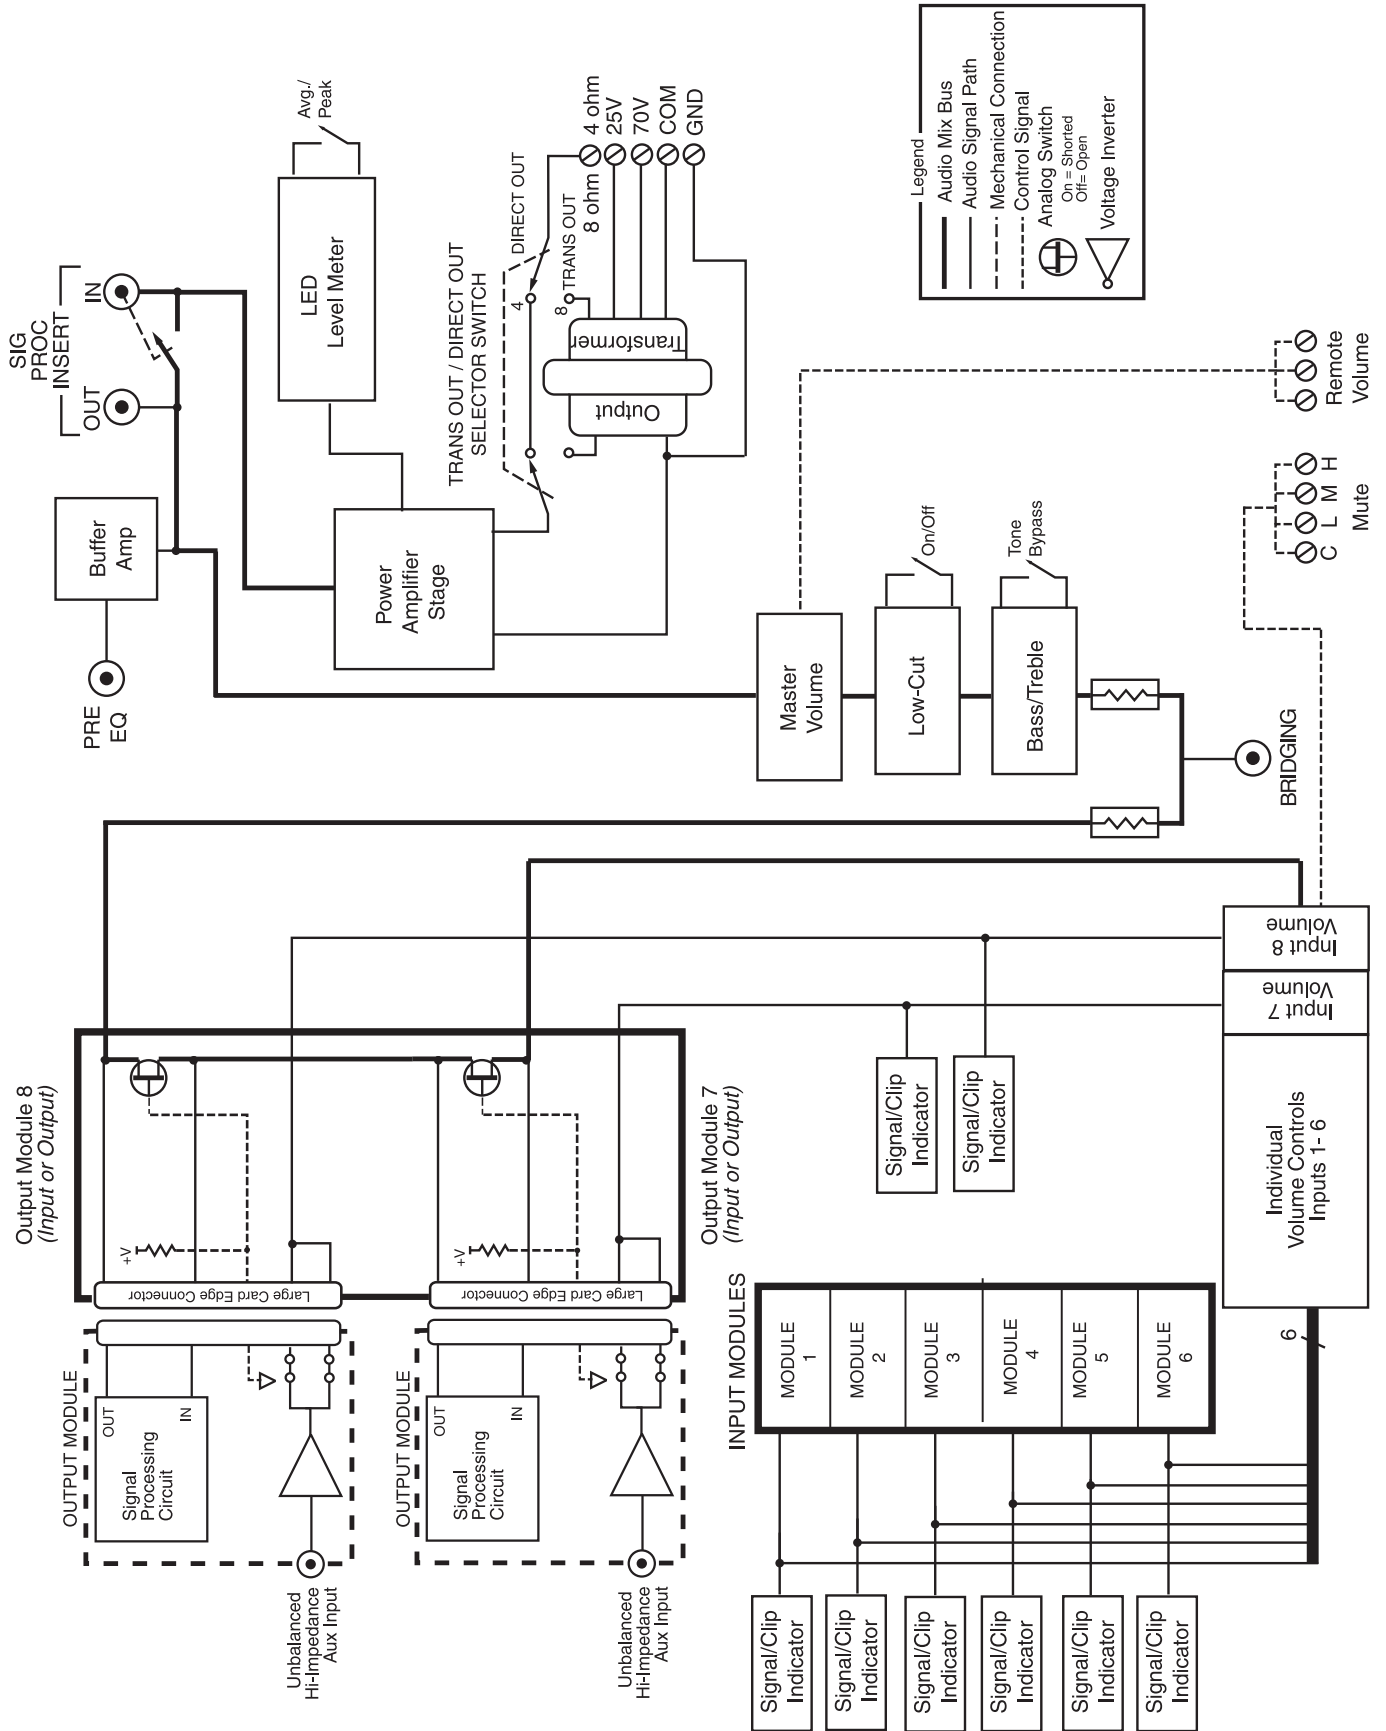 SIG
PROC
INSERT
OUT
IN
Buffer
Amp
PRE
EQ
LED
Level Meter
Avg./
Peak
Power
Amplifier
Stage
TRANS OUT / DIRECT OUT
SELECTOR SWITCH
DIRECT OUT
TRANS OUT
4
8
Output
Transformer
8 ohm
4 ohm
25V
70V
COM
GND
Legend
Audio Mix Bus
Audio Signal Path
Mechanical Connection
Control Signal
Analog Switch
On = Shorted
Off= Open
Voltage Inverter
Master
Volume
Low-Cut
On/Off
Bass/Treble
Tone
Bypass
BRIDGING
Remote
Volume
C
L
M
H
Mute
Output Module 8
(Input or Output)
+V
Large Card Edge Connector
Output Module 7
(Input or Output)
+V
Large Card Edge Connector
OUTPUT MODULE
Signal
Processing
Circuit
OUT
IN
Unbalanced
Hi-Impedance
Aux Input
OUTPUT MODULE
Signal
Processing
Circuit
OUT
IN
Unbalanced
Hi-Impedance
Aux Input
Signal/Clip
Indicator
Signal/Clip
Indicator
Input 8
Volume
Input 7
Volume
Individual
Volume Controls
Inputs 1- 6
6
INPUT MODULES
MODULE
1
MODULE
2
MODULE
3
MODULE
4
MODULE
5
MODULE
6
Signal/Clip
Indicator
Signal/Clip
Indicator
Signal/Clip
Indicator
Signal/Clip
Indicator
Signal/Clip
Indicator
Signal/Clip
Indicator